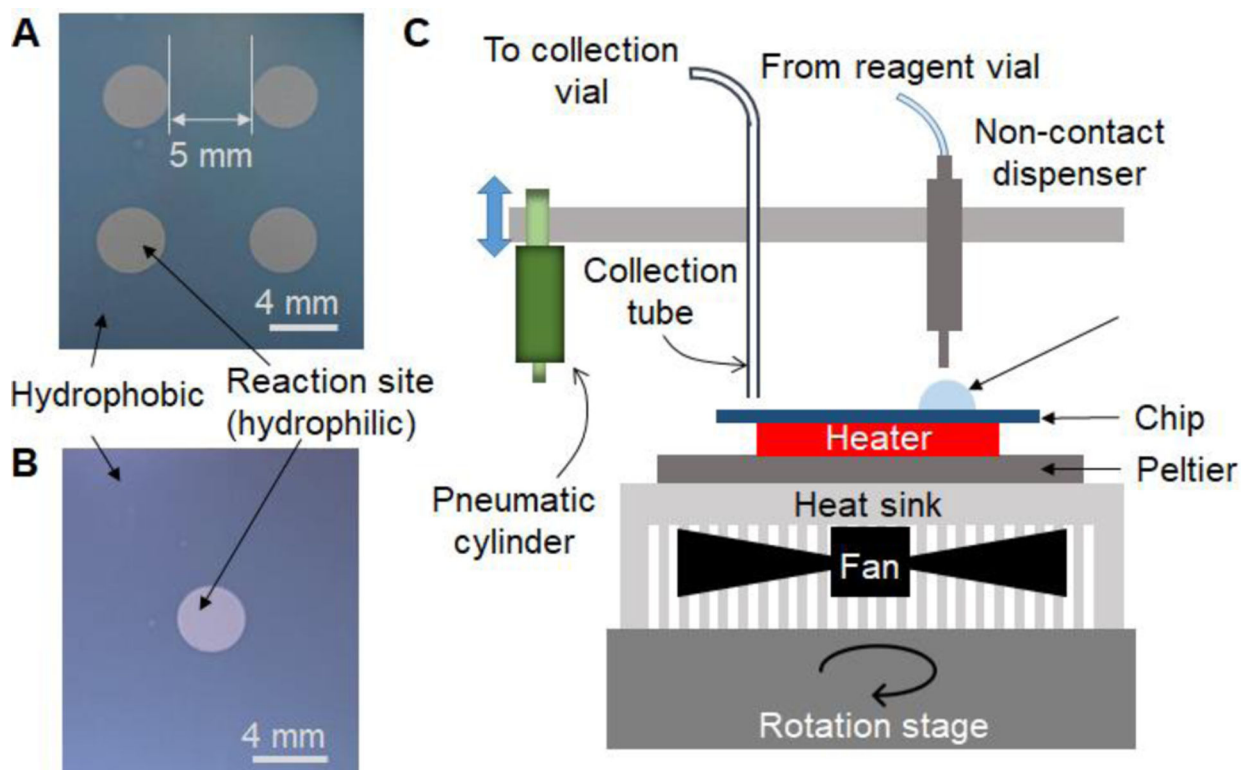 A
5 mm
4 mm
Hydrophobic
Reaction site
(hydrophilic)
B
4 mm
C
To collection
vial
From reagent vial
Non-contact
dispenser
Collection
tube
Chip
Heater
Peltier
Pneumatic
cylinder
Heat sink
Fan
Rotation stage